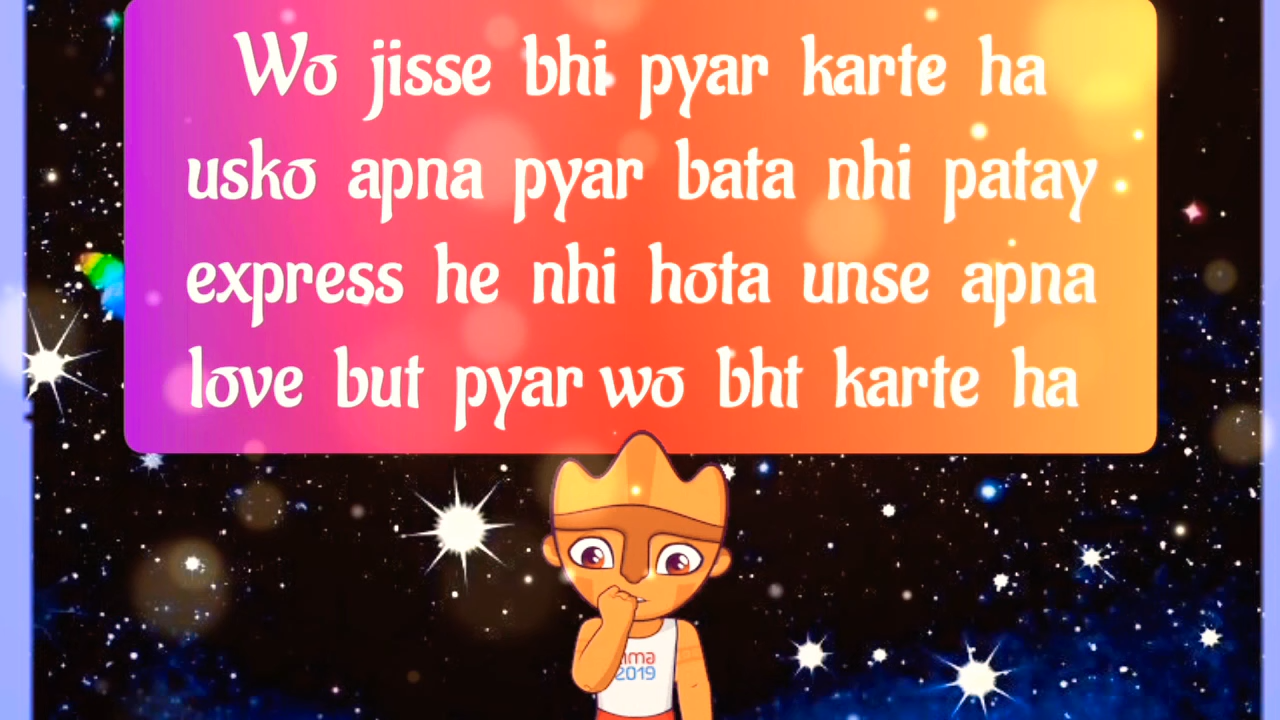 Wo jisse bhi pyar karte ha
usko apna pyar bata nhi patay
express he nhi hota unse apna
love but pyar wo bht karte ha
2019